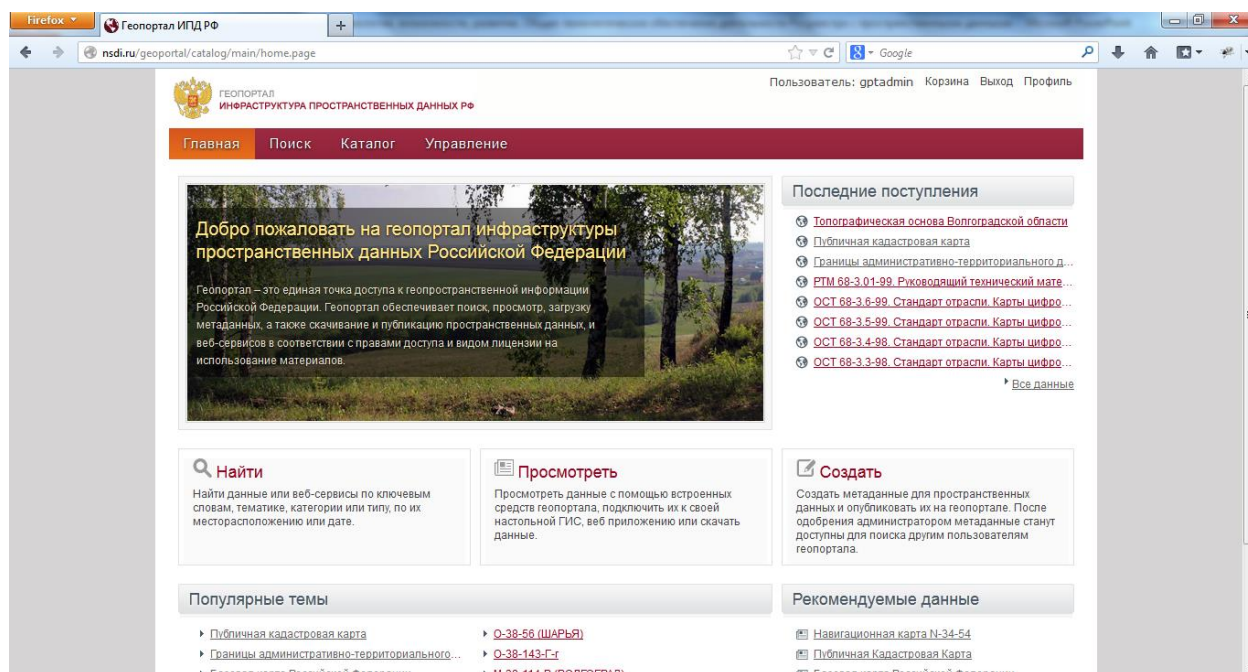 Firefox
Геопортал ИПД РФ
nsdi.ru/geoportal/catalog/main/home.page
Google
ГЕОПОРТАЛ
ИНФРАСТРУКТУРА ПРОСТРАНСТВЕННЫХ ДАННЫХ РФ
Пользователь: gptadmin Корзина Выход Профиль
Главная Поиск Каталог Управление
Добро пожаловать на геопортал инфраструктуры
пространственных данных Российской Федерации
Геопортал – это единая точка доступа к геопространственной информации
Российской Федерации. Геопортал обеспечивает поиск, просмотр, загрузку
метаданных, а также скачивание и публикацию пространственных данных, и
веб-сервисов в соответствии с правами доступа и видом лицензии на
использование материалов.
Последние поступления
Топографическая основа Волгоградской области
Публичная кадастровая карта
Границы административно-территориального д...
РТМ 68-3.01-99. Руководящий технический мате...
ОСТ 68-3.6-99. Стандарт отрасли. Карты цифро...
ОСТ 68-3.5-99. Стандарт отрасли. Карты цифро...
ОСТ 68-3.4-98. Стандарт отрасли. Карты цифро...
ОСТ 68-3.3-98. Стандарт отрасли. Карты цифро...
Все данные
Найти
Найти данные или веб-сервисы по ключевым
словам, тематике, категории или типу, по их
месторасположению или дате.
Просмотреть
Просмотреть данные с помощью встроенных
средств геопортала, подключить их к своей
настольной ГИС, веб приложению или скачать
данные.
Создать
Создать метаданные для пространственных
данных и опубликовать их на геопортале. После
одобрения администратором метаданные станут
доступны для поиска другим пользователям
геопортала.
Популярные темы
Публичная кадастровая карта
Границы административно-территориального...
О-38-56 (ШАРЬЯ)
О-38-143-Г-г
Рекомендуемые данные
Навигационная карта N-34-54
Публичная Кадастровая Карта